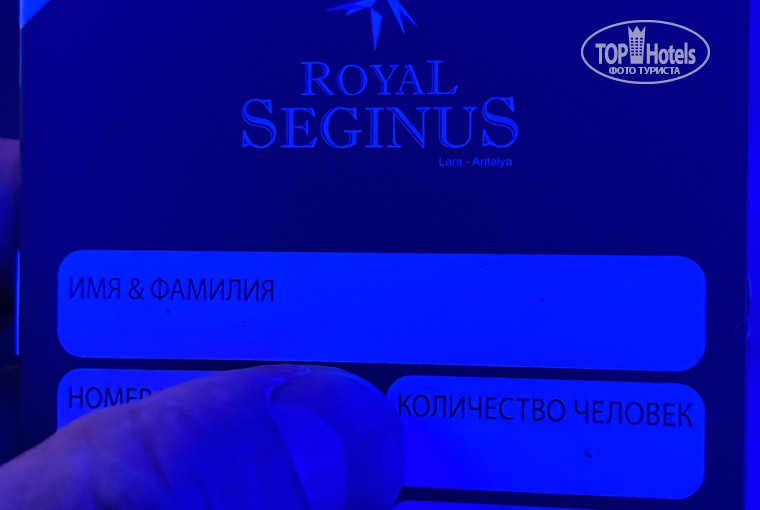 TOP Hotels
ФОТО ТУРИСТА
ROYAL
SEGINUS
Lara - Antalya
ИМЯ & ФАМИЛИЯ
НОМЕР
КОЛИЧЕСТВО ЧЕЛОВЕК